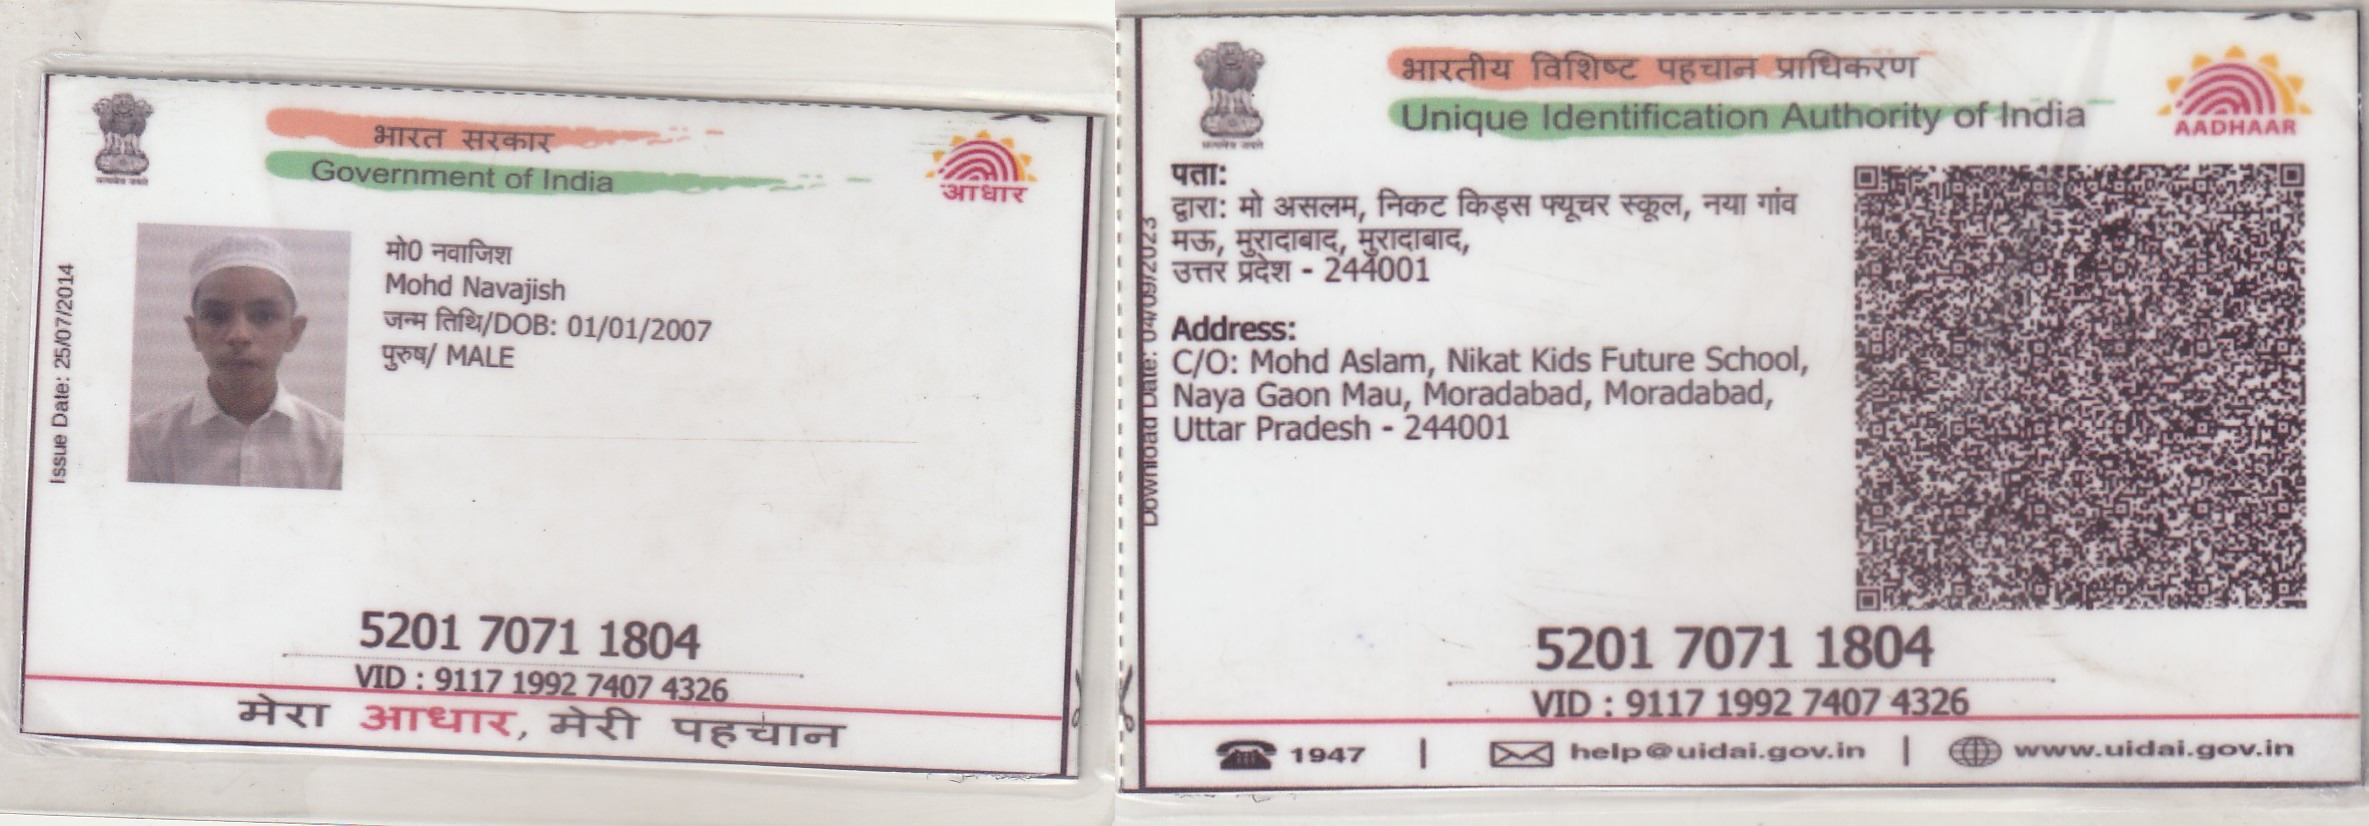 भारत सरकार
Government of India
आधार
Issue Date: 25/07/2014
मो0 नवाजिश
Mohd Navajish
जन्म तिथि/DOB: 01/01/2007
पुरुष/ MALE
5201 7071 1804
VID : 9117 1992 7407 4326
मेरा आधार, मेरी पहचान
भारतीय विशिष्ट पहचान प्राधिकरण
Unique Identification Authority of India
AADHAAR
Download Date: 04/09/2023
पता:
द्वारा: मो असलम, निकट किड्स फ्यूचर स्कूल, नया गांव
मऊ, मुरादाबाद, मुरादाबाद,
उत्तर प्रदेश - 244001
Address:
C/O: Mohd Aslam, Nikat Kids Future School,
Naya Gaon Mau, Moradabad, Moradabad,
Uttar Pradesh - 244001
5201 7071 1804
VID : 9117 1992 7407 4326
1947 | help@uidai.gov.in | www.uidai.gov.in